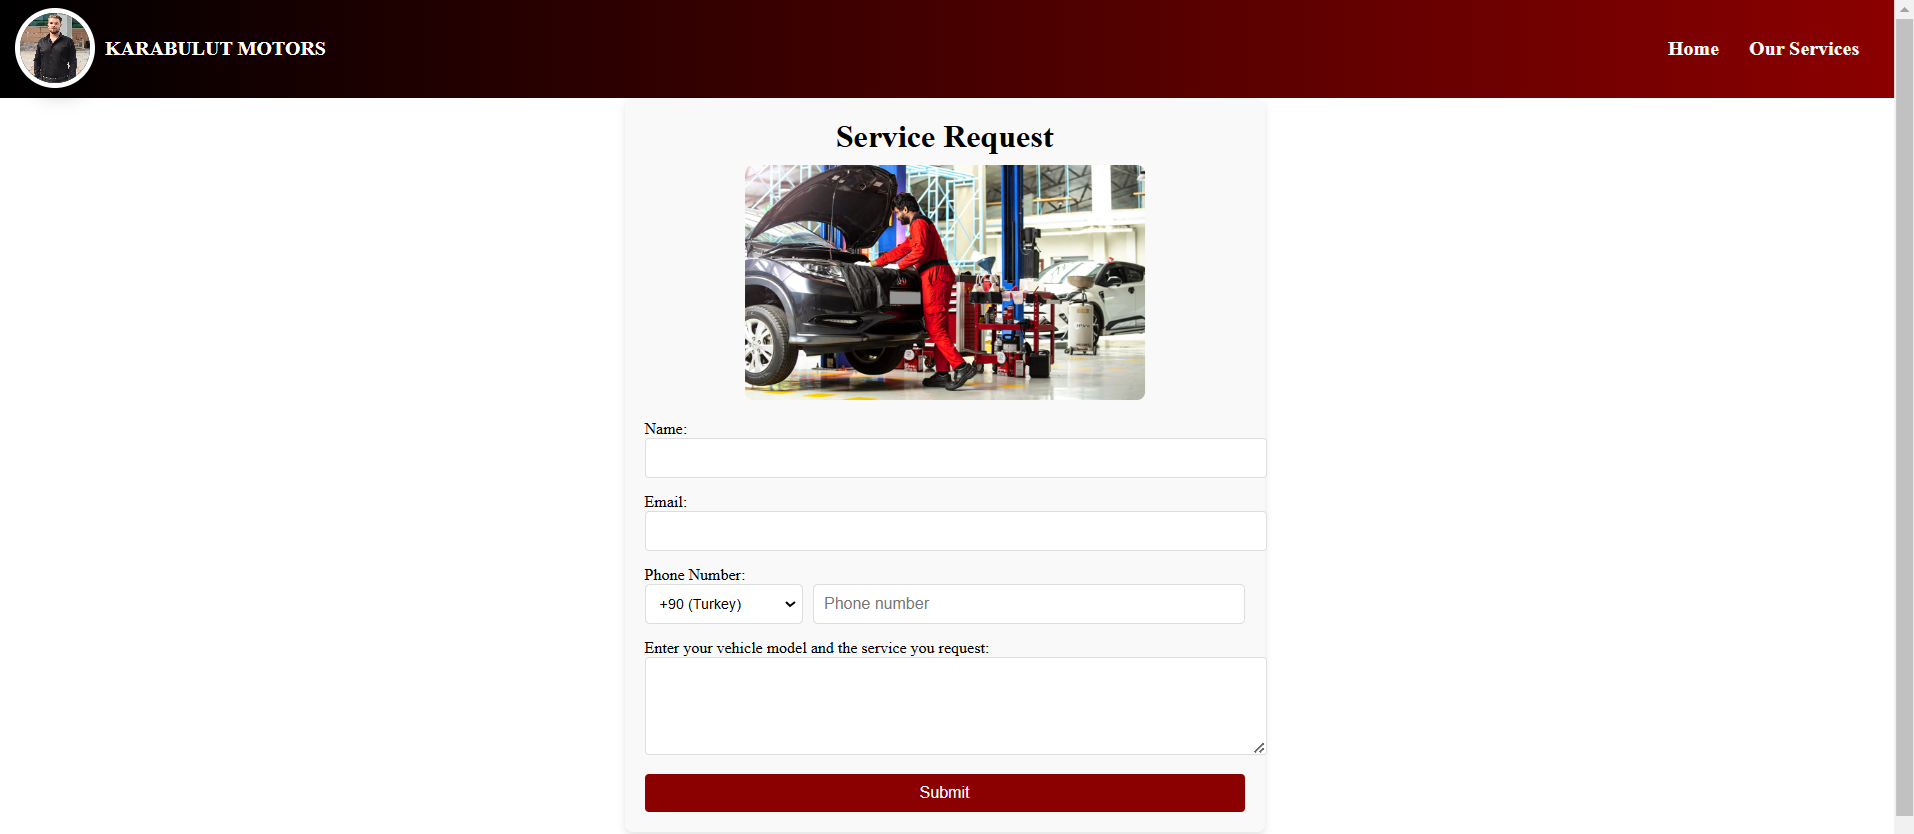 KARABULUT MOTORS
Home
Our Services
Service Request
Name:
Email:
Phone Number:
+90 (Turkey)
Phone number
Enter your vehicle model and the service you request:
Submit